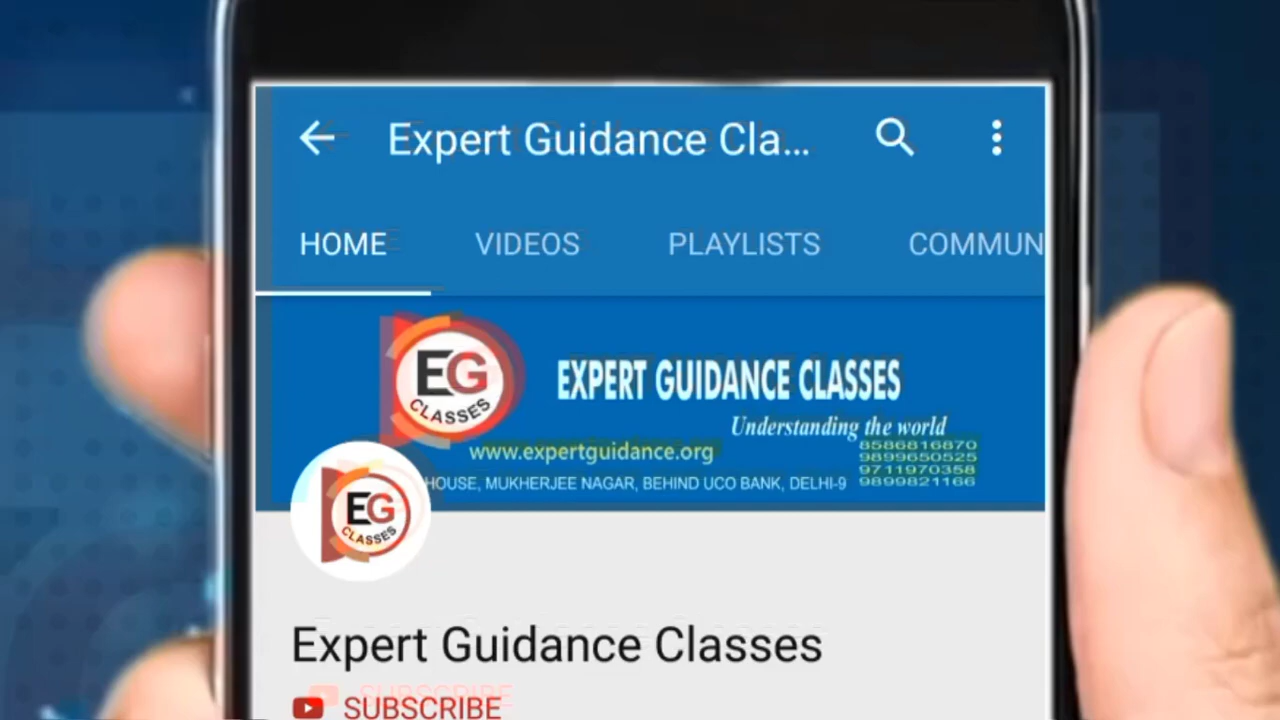 Expert Guidance Cla...
HOME VIDEOS PLAYLISTS COMMUN
EG
CLASSES
EXPERT GUIDANCE CLASSES
Understanding the world
www.expertguidance.org
8586816870
9899650525
9711970358
9899821166
HOUSE, MUKHERJEE NAGAR, BEHIND UCO BANK, DELHI-9
EG
CLASSES
Expert Guidance Classes
SUBSCRIBE